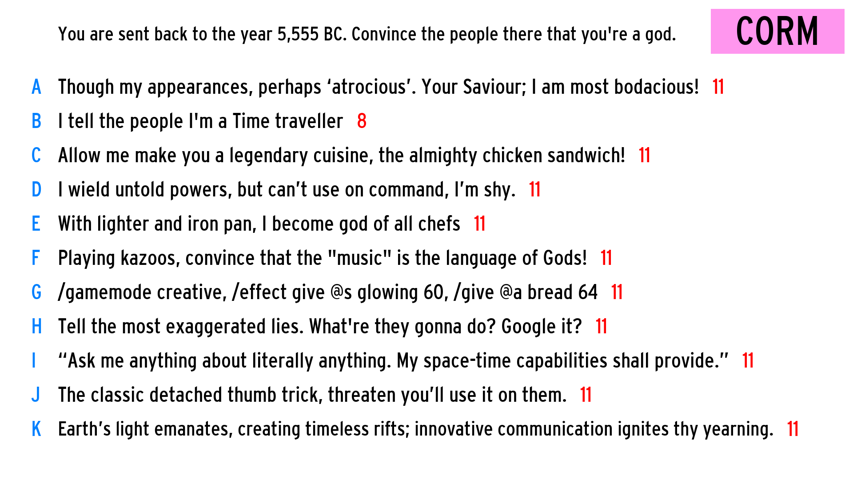 You are sent back to the year 5,555 BC. Convince the people there that you're a god.
CORM
A Though my appearances, perhaps ‘atrocious’. Your Saviour; I am most bodacious! 11
B I tell the people I'm a Time traveller 8
C Allow me make you a legendary cuisine, the almighty chicken sandwich! 11
D I wield untold powers, but can’t use on command, I’m shy. 11
E With lighter and iron pan, I become god of all chefs 11
F Playing kazoos, convince that the "music" is the language of Gods! 11
G /gamemode creative, /effect give @s glowing 60, /give @a bread 64 11
H Tell the most exaggerated lies. What're they gonna do? Google it? 11
I “Ask me anything about literally anything. My space-time capabilities shall provide.” 11
J The classic detached thumb trick, threaten you’ll use it on them. 11
K Earth’s light emanates, creating timeless rifts; innovative communication ignites thy yearning. 11